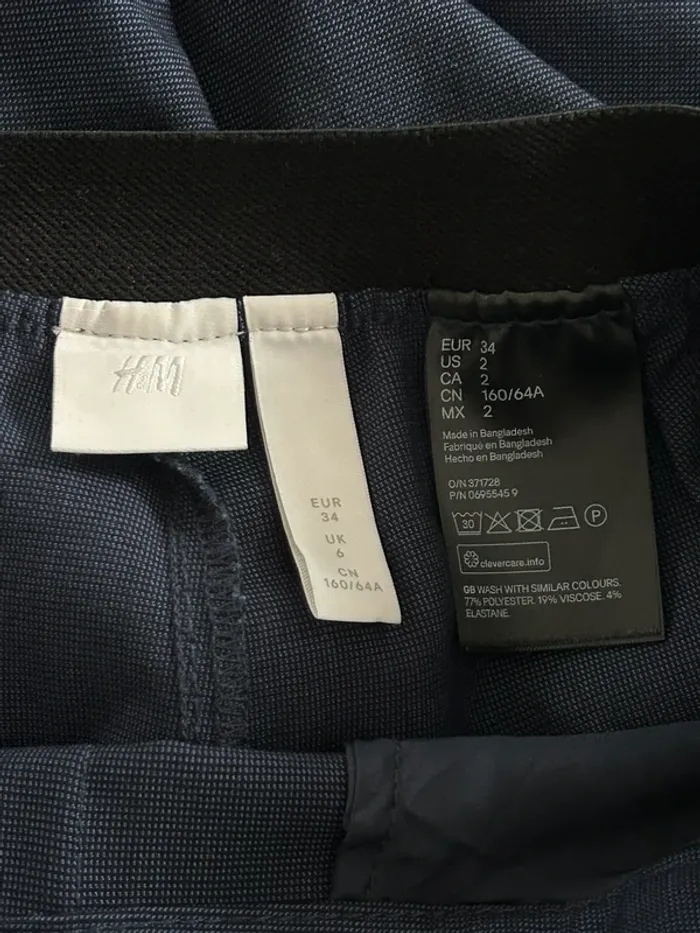 H&M
EUR
34
UK
6
CN
160/64A
EUR 34
US 2
CA 2
CN 160/64A
MX 2
Made in Bangladesh
Fabriqué en Bangladesh
Hecho en Bangladesh
O/N 371728
P/N 0695545 9
30 P
clevercare.info
GB WASH WITH SIMILAR COLOURS.
77% POLYESTER. 19% VISCOSE. 4%
ELASTANE.